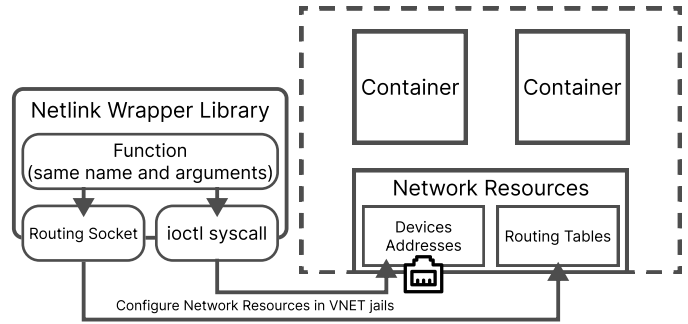 Netlink Wrapper Library
Function
(same name and arguments)
Routing Socket
ioctl syscall
Container
Container
Network Resources
Devices
Addresses
Routing Tables
Configure Network Resources in VNET jails